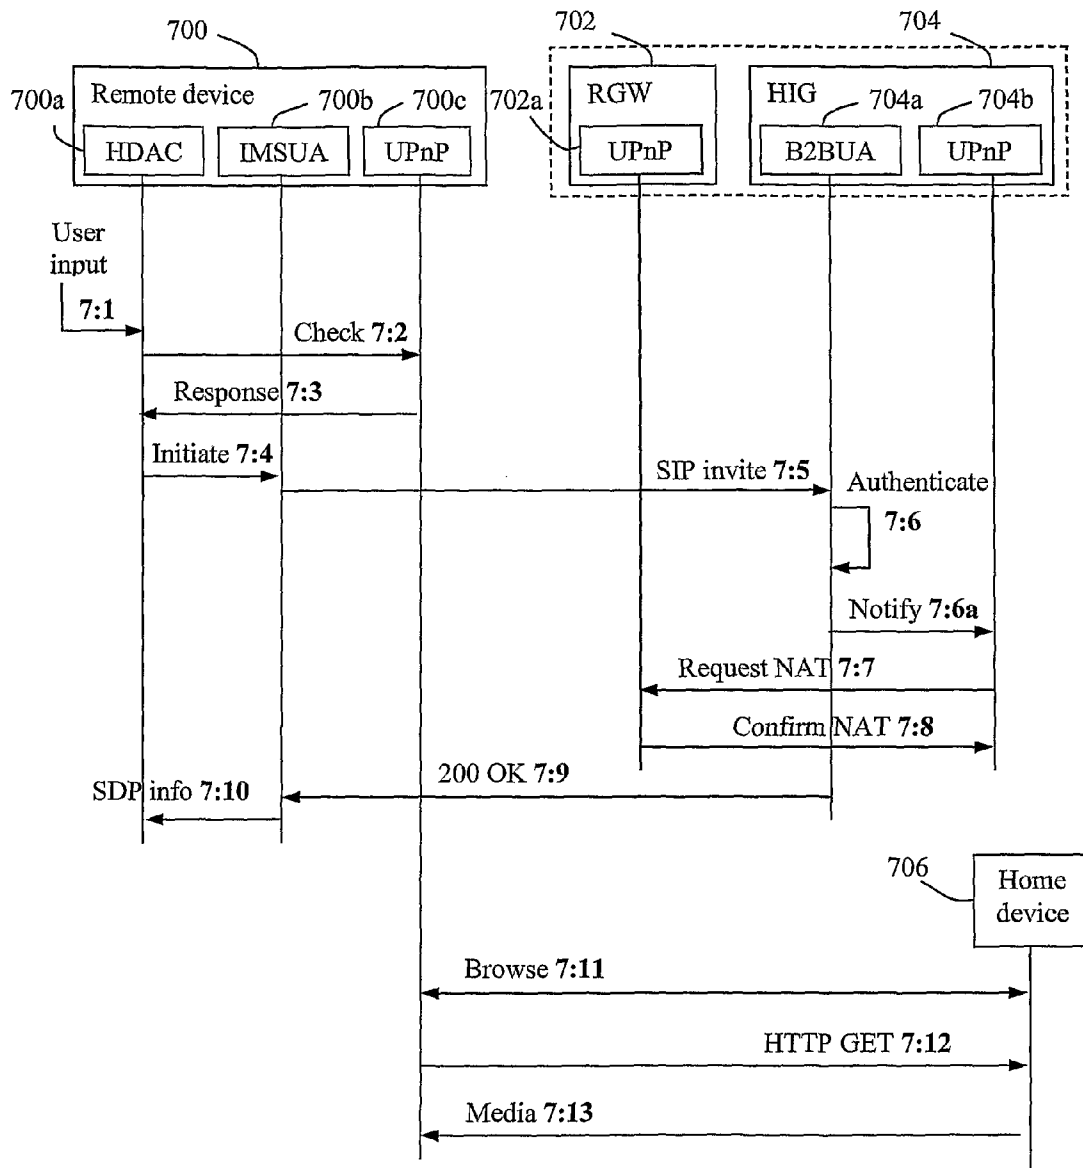 700
702
704
Remote device
RGW
HIG
700a
700b
700c
702a
704a
704b
HDAC
IMSUA
UPnP
UPnP
B2BUA
UPnP
User
input
7:1
Check 7:2
Response 7:3
Initiate 7:4
SIP invite 7:5
Authenticate
7:6
Notify 7:6a
Request NAT 7:7
Confirm NAT 7:8
200 OK 7:9
SDP info 7:10
706
Home
device
Browse 7:11
HTTP GET 7:12
Media 7:13